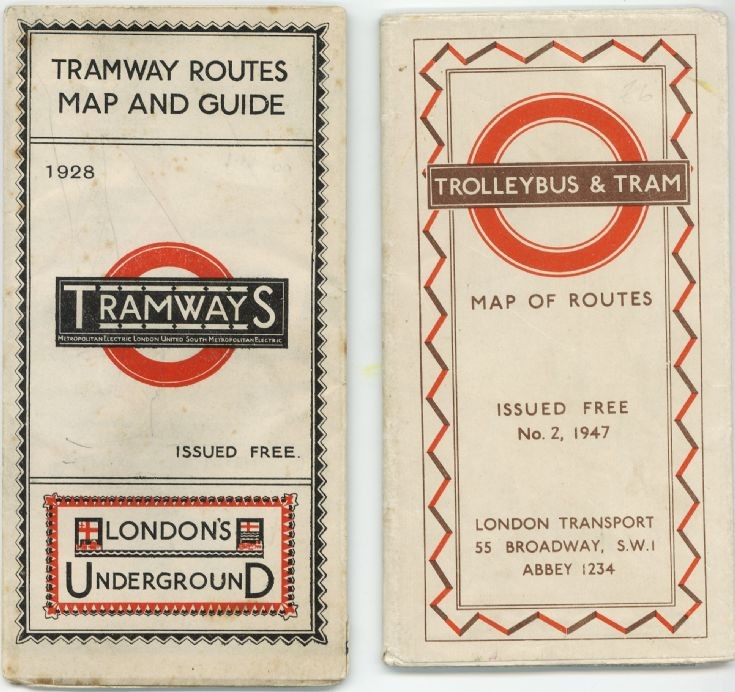 TRAMWAY ROUTES
MAP AND GUIDE
1928
TRAMWAYS
METROPOLITAN ELECTRIC LONDON UNITED SOUTH METROPOLITAN ELECTRIC
ISSUED FREE.
LONDON'S
UNDERGROUND
TROLLEYBUS & TRAM
MAP OF ROUTES
ISSUED FREE
No. 2, 1947
LONDON TRANSPORT
55 BROADWAY, S.W.1
ABBEY 1234